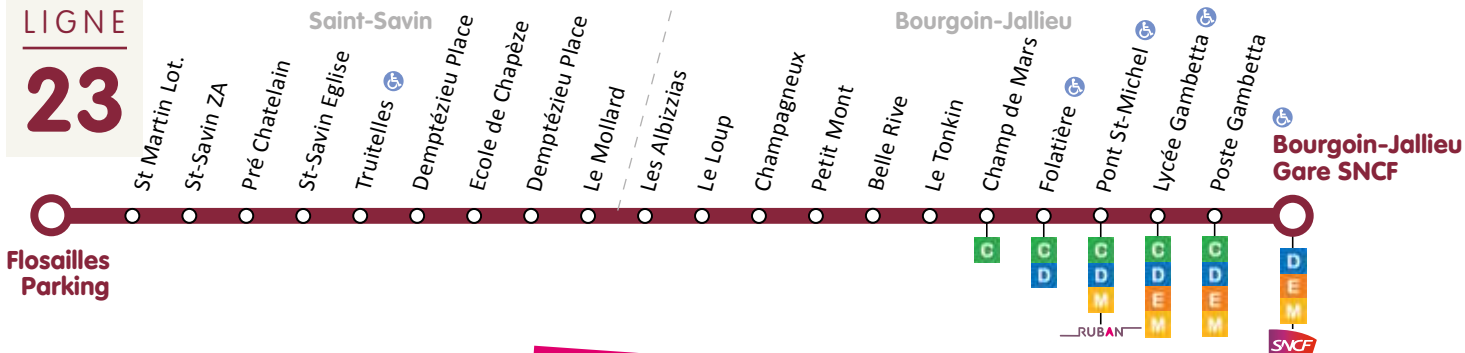 LIGNE
23
Saint-Savin
Bourgoin-Jallieu
Flosailles
Parking
St Martin Lot.
St-Savin ZA
Pré Chatelain
St-Savin Eglise
Truitelles
Demptézieu Place
Ecole de Chapèze
Demptézieu Place
Le Mollard
Les Albizzias
Le Loup
Champagneux
Petit Mont
Belle Rive
Le Tonkin
Champ de Mars
Folatière
Pont St-Michel
Lycée Gambetta
Poste Gambetta
Bourgoin-Jallieu
Gare SNCF
C
C
D
C
D
M
RUBAN
C
D
E
M
C
D
E
M
D
E
M
SNCF